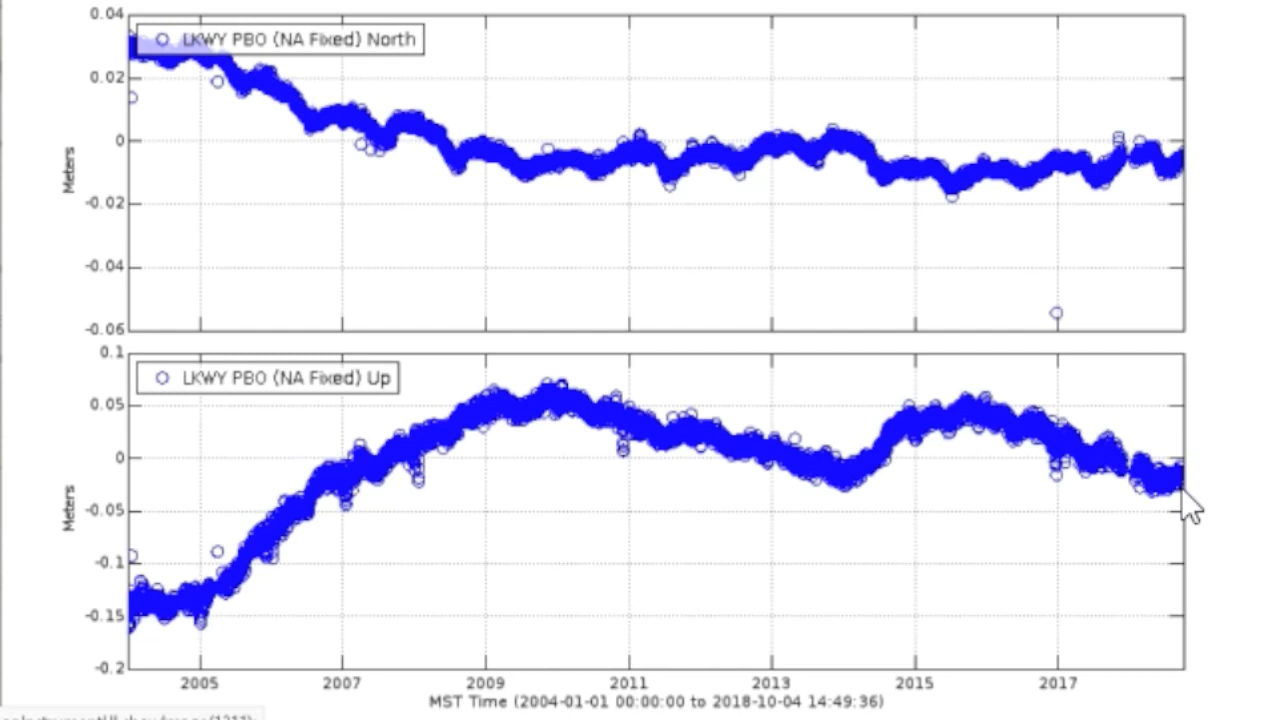 0.04
LKWY PBO (NA Fixed) North
0.02
0
-0.02
-0.04
-0.06
Meters
0.1
LKWY PBO (NA Fixed) Up
0.05
0
-0.05
-0.1
-0.15
-0.2
Meters
2005 2007 2009 2011 2013 2015 2017
MST Time (2004-01-01 00:00:00 to 2018-10-04 14:49:36)